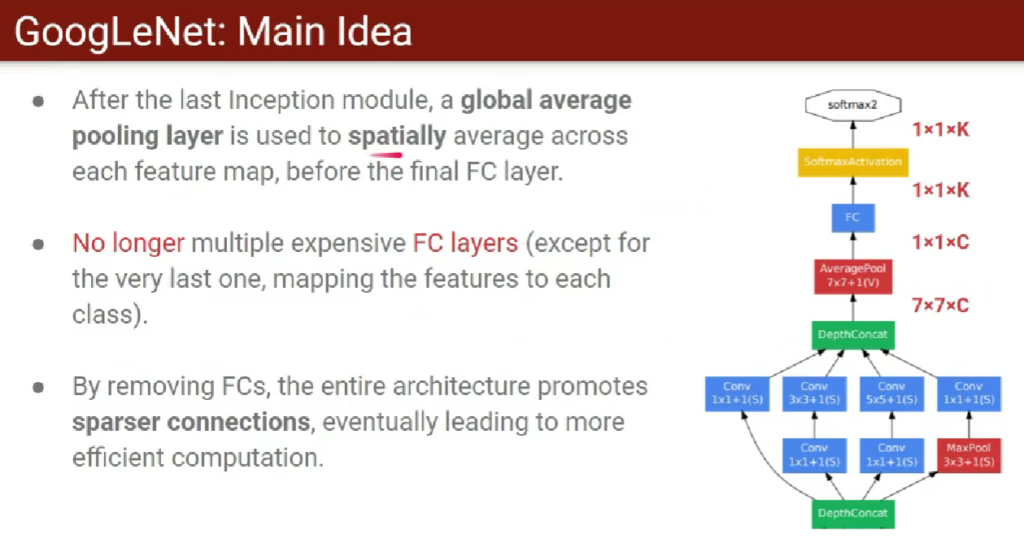 GoogLeNet: Main Idea
● After the last Inception module, a global average
pooling layer is used to spatially average across
each feature map, before the final FC layer.
● No longer multiple expensive FC layers (except for
the very last one, mapping the features to each
class).
● By removing FCs, the entire architecture promotes
sparser connections, eventually leading to more
efficient computation.
softmax2
1×1×K
SoftmaxActivation
1×1×K
FC
1×1×C
AveragePool
7x7+1(V)
7×7×C
DepthConcat
Conv
1x1+1(S)
Conv
3x3+1(S)
Conv
5x5+1(S)
Conv
1x1+1(S)
Conv
1x1+1(S)
Conv
1x1+1(S)
MaxPool
3x3+1(S)
DepthConcat